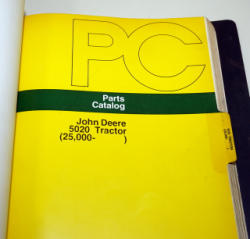 PC
Parts
Catalog
John Deere
5020 Tractor
(25,000-          )